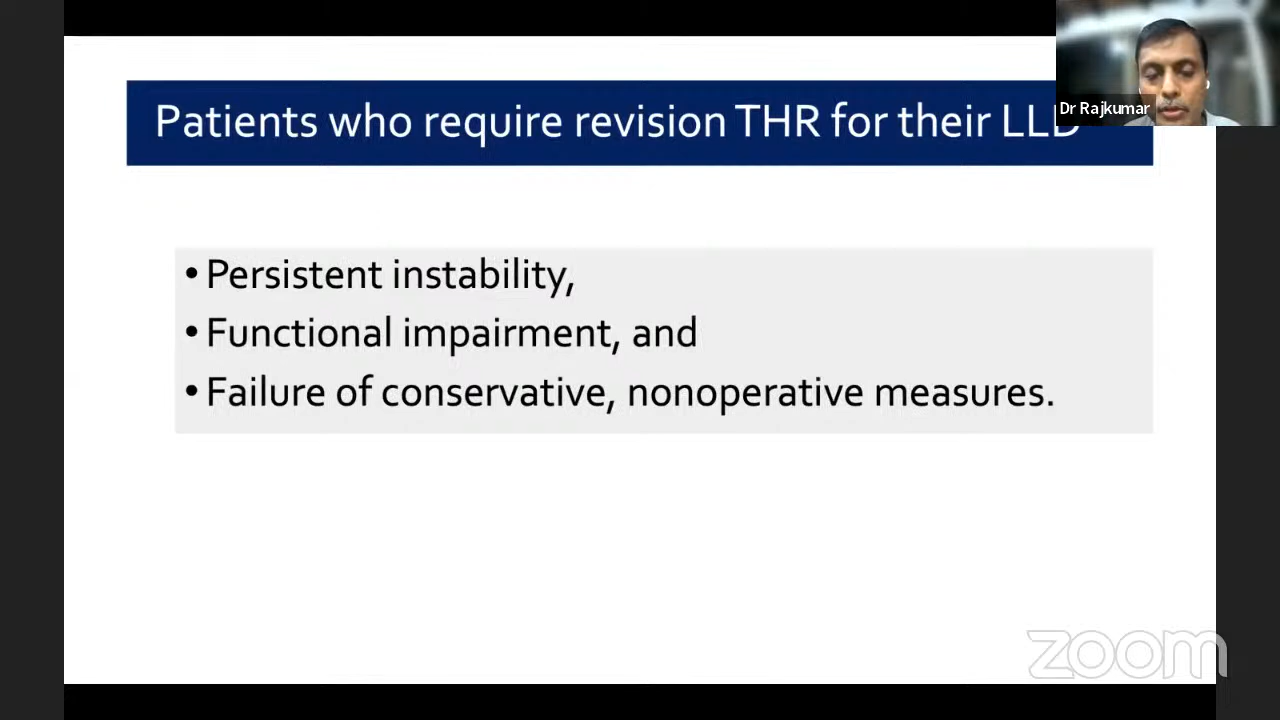 Patients who require revision THR for their LLD
Dr Rajkumar
• Persistent instability,
• Functional impairment, and
• Failure of conservative, nonoperative measures.
zoom